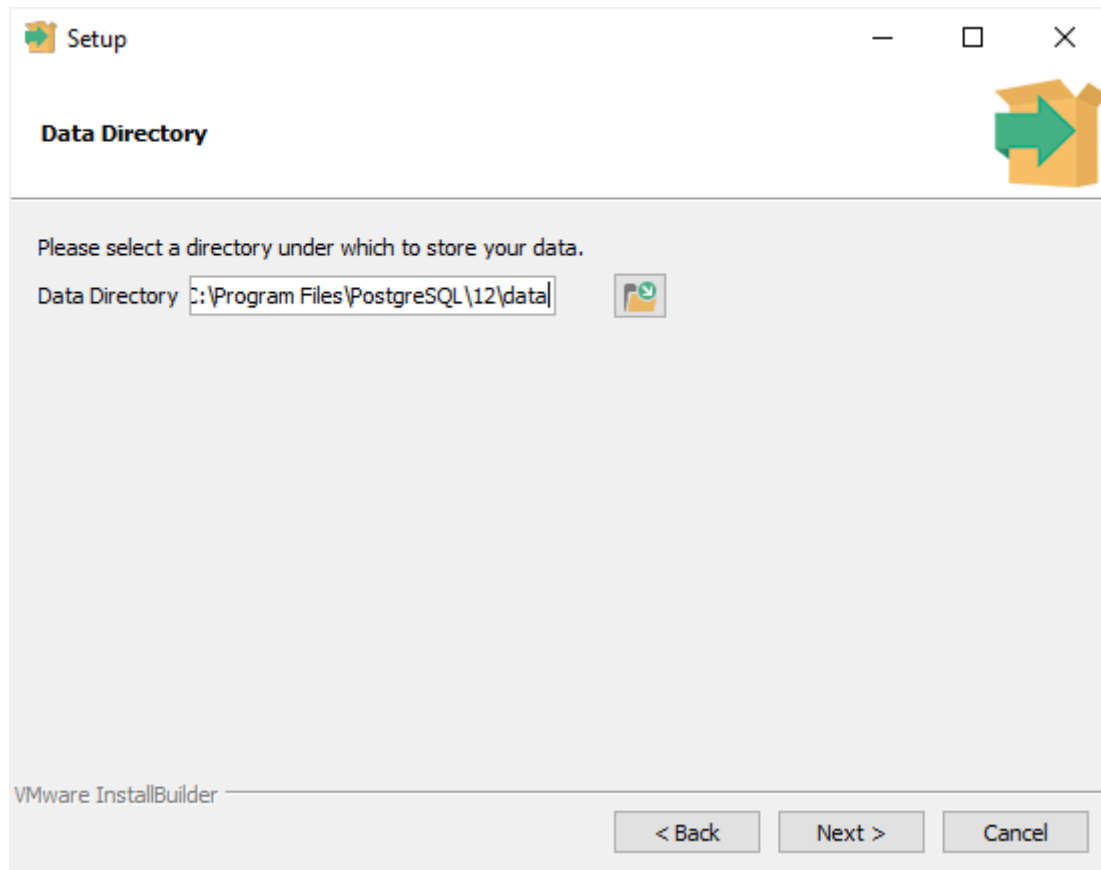 Setup
Data Directory
Please select a directory under which to store your data.
Data Directory C:\Program Files\PostgreSQL\12\data
VMware InstallBuilder
< Back Next > Cancel